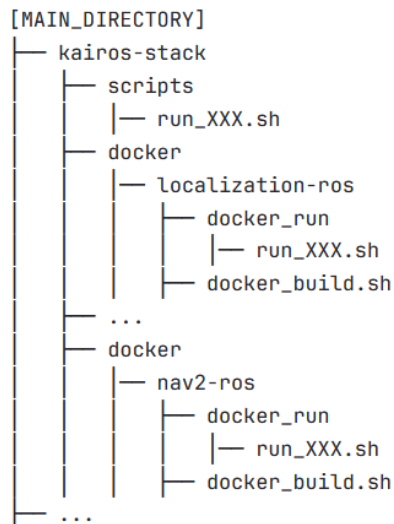 [MAIN_DIRECTORY]
├── kairos-stack
│   ├── scripts
│   │   │── run_XXX.sh
│   ├── docker
│   │   │── localization-ros
│   │   │   ├── docker_run
│   │   │   │   │── run_XXX.sh
│   │   │   ├── docker_build.sh
│   ├── ...
│   ├── docker
│   │   │── nav2-ros
│   │   │   ├── docker_run
│   │   │   │   │── run_XXX.sh
│   │   │   ├── docker_build.sh
├── ...